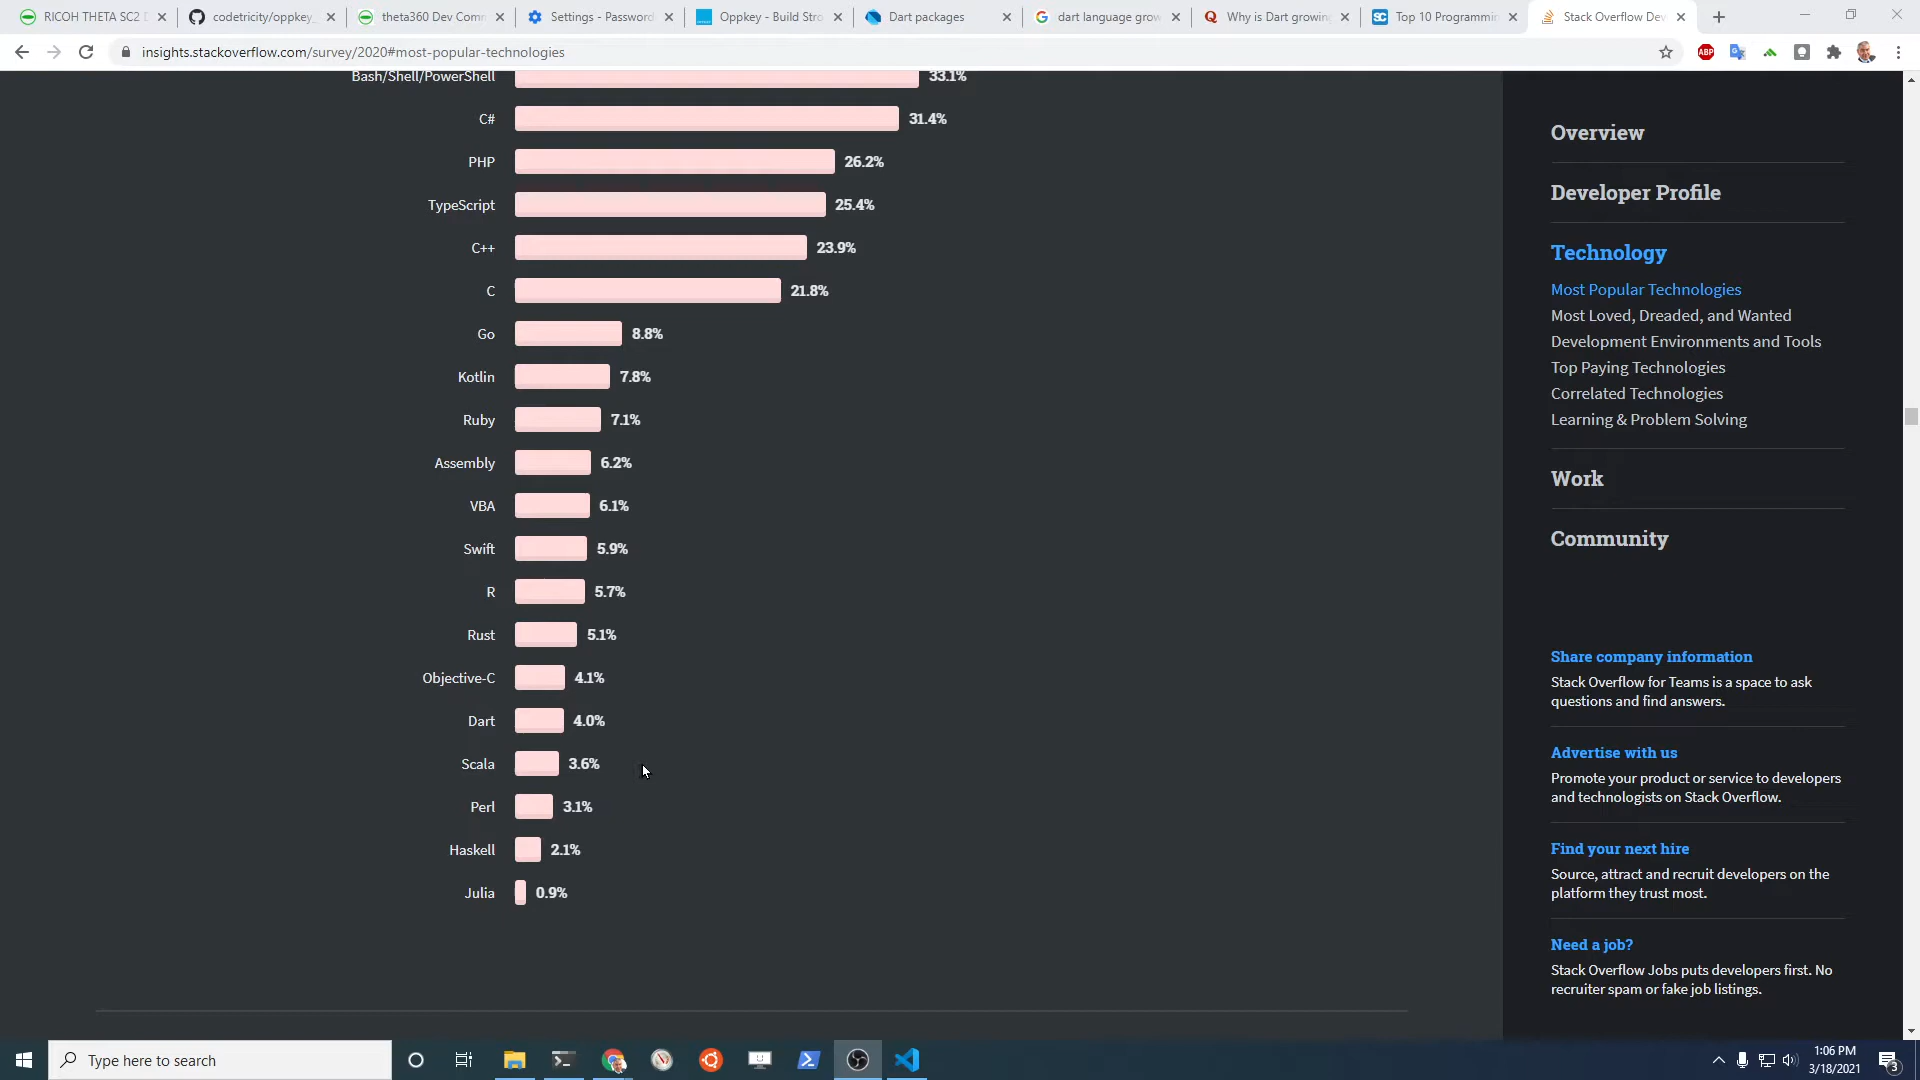 RICOH THETA SC2 D
codetricity/oppkey_
theta360 Dev Comm
Settings - Password
Oppkey - Build Stro
Dart packages
dart language grow
Why is Dart growing
Top 10 Programmin
Stack Overflow Dev
insights.stackoverflow.com/survey/2020#most-popular-technologies
ABP
Bash/Shell/PowerShell 33.1%
C# 31.4%
PHP 26.2%
TypeScript 25.4%
C++ 23.9%
C 21.8%
Go 8.8%
Kotlin 7.8%
Ruby 7.1%
Assembly 6.2%
VBA 6.1%
Swift 5.9%
R 5.7%
Rust 5.1%
Objective-C 4.1%
Dart 4.0%
Scala 3.6%
Perl 3.1%
Haskell 2.1%
Julia 0.9%
Overview
Developer Profile
Technology
Most Popular Technologies
Most Loved, Dreaded, and Wanted
Development Environments and Tools
Top Paying Technologies
Correlated Technologies
Learning & Problem Solving
Work
Community
Share company information
Stack Overflow for Teams is a space to ask
questions and find answers.
Advertise with us
Promote your product or service to developers
and technologists on Stack Overflow.
Find your next hire
Source, attract and recruit developers on the
platform they trust most.
Need a job?
Stack Overflow Jobs puts developers first. No
recruiter spam or fake job listings.
Type here to search
1:06 PM
3/18/2021
3